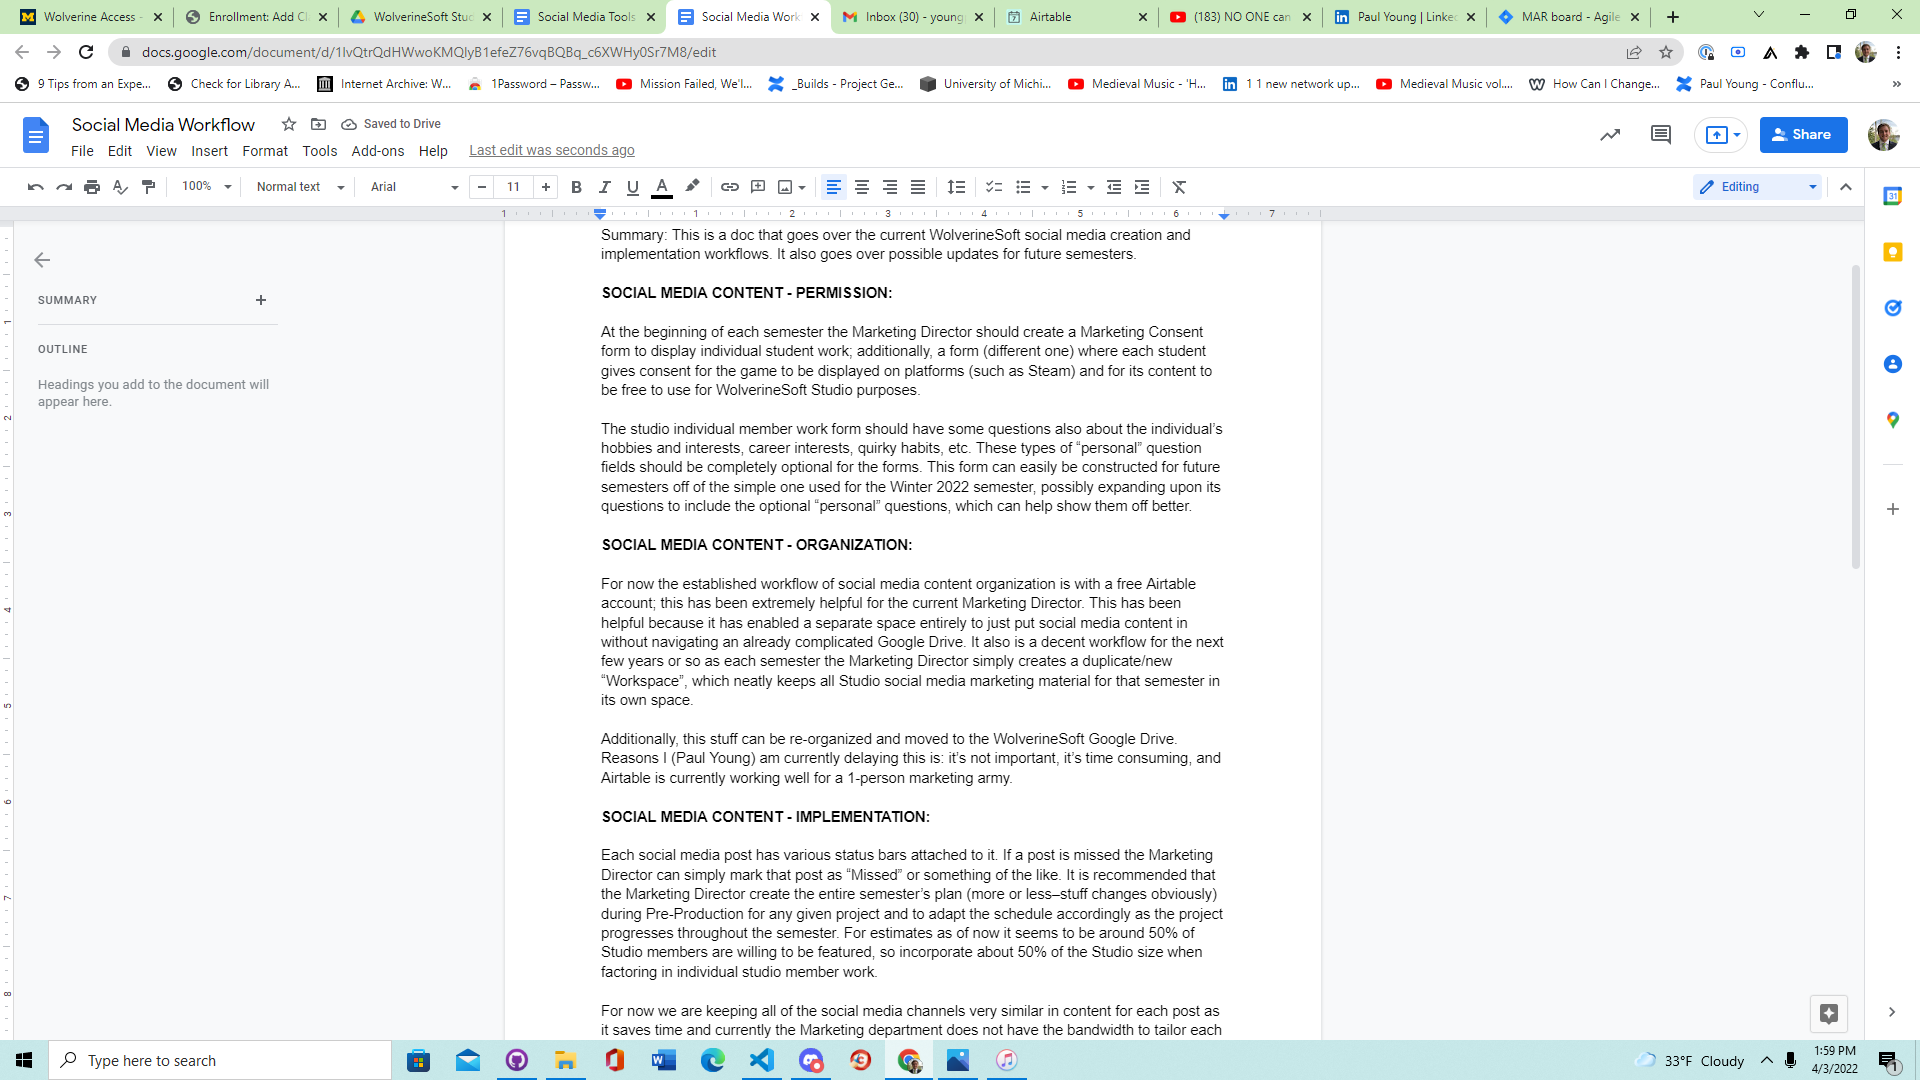 Wolverine Access -
Enrollment: Add Cl
WolverineSoft Stud
Social Media Tools
Social Media Work
Inbox (30) - young
Airtable
(183) NO ONE can
Paul Young | Linked
MAR board - Agile
docs.google.com/document/d/1IvQtrQdHWwoKMQlyB1efeZ76vqBQBq_c6XWHy0Sr7M8/edit
9 Tips from an Expe...
Check for Library A...
Internet Archive: W...
1Password – Passw...
Mission Failed, We'l...
_Builds - Project Ge...
University of Michi...
Medieval Music - 'H...
1 1 new network up...
Medieval Music vol....
How Can I Change...
Paul Young - Conflu...
Social Media Workflow
Saved to Drive
File Edit View Insert Format Tools Add-ons Help Last edit was seconds ago
Share
100% Normal text Arial 11
Editing
1 1 2 3 4 5 6 7
SUMMARY
OUTLINE
Headings you add to the document will
appear here.
Summary: This is a doc that goes over the current WolverineSoft social media creation and
implementation workflows. It also goes over possible updates for future semesters.
SOCIAL MEDIA CONTENT - PERMISSION:
At the beginning of each semester the Marketing Director should create a Marketing Consent
form to display individual student work; additionally, a form (different one) where each student
gives consent for the game to be displayed on platforms (such as Steam) and for its content to
be free to use for WolverineSoft Studio purposes.
The studio individual member work form should have some questions also about the individual’s
hobbies and interests, career interests, quirky habits, etc. These types of “personal” question
fields should be completely optional for the forms. This form can easily be constructed for future
semesters off of the simple one used for the Winter 2022 semester, possibly expanding upon its
questions to include the optional “personal” questions, which can help show them off better.
SOCIAL MEDIA CONTENT - ORGANIZATION:
For now the established workflow of social media content organization is with a free Airtable
account; this has been extremely helpful for the current Marketing Director. This has been
helpful because it has enabled a separate space entirely to just put social media content in
without navigating an already complicated Google Drive. It also is a decent workflow for the next
few years or so as each semester the Marketing Director simply creates a duplicate/new
“Workspace”, which neatly keeps all Studio social media marketing material for that semester in
its own space.
Additionally, this stuff can be re-organized and moved to the WolverineSoft Google Drive.
Reasons I (Paul Young) am currently delaying this is: it’s not important, it’s time consuming, and
Airtable is currently working well for a 1-person marketing army.
SOCIAL MEDIA CONTENT - IMPLEMENTATION:
Each social media post has various status bars attached to it. If a post is missed the Marketing
Director can simply mark that post as “Missed” or something of the like. It is recommended that
the Marketing Director create the entire semester’s plan (more or less–stuff changes obviously)
during Pre-Production for any given project and to adapt the schedule accordingly as the project
progresses throughout the semester. For estimates as of now it seems to be around 50% of
Studio members are willing to be featured, so incorporate about 50% of the Studio size when
factoring in individual studio member work.
For now we are keeping all of the social media channels very similar in content for each post as
it saves time and currently the Marketing department does not have the bandwidth to tailor each
1
2
3
4
5
6
7
8
Type here to search
33°F Cloudy
1:59 PM
4/3/2022
1